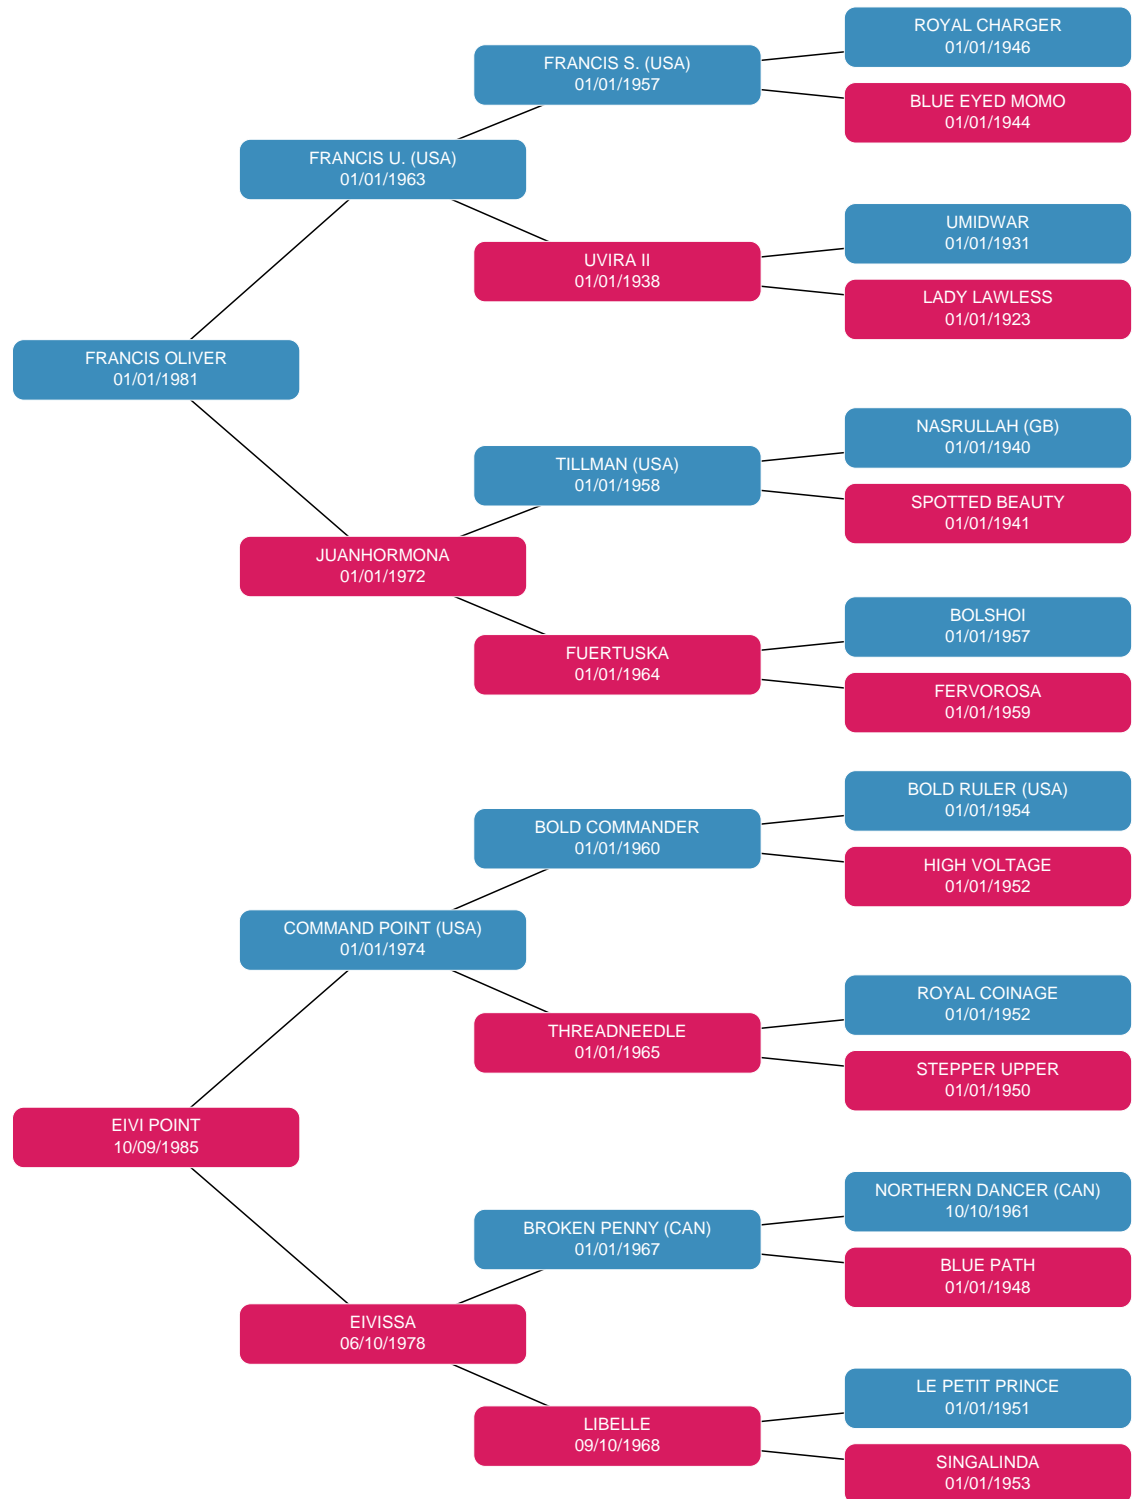 ROYAL CHARGER
01/01/1946
FRANCIS S. (USA)
01/01/1957
BLUE EYED MOMO
01/01/1944
FRANCIS U. (USA)
01/01/1963
UMIDWAR
01/01/1931
UVIRA II
01/01/1938
LADY LAWLESS
01/01/1923
FRANCIS OLIVER
01/01/1981
NASRULLAH (GB)
01/01/1940
TILLMAN (USA)
01/01/1958
SPOTTED BEAUTY
01/01/1941
JUANHORMONA
01/01/1972
BOLSHOI
01/01/1957
FUERTUSKA
01/01/1964
FERVOROSA
01/01/1959
BOLD RULER (USA)
01/01/1954
BOLD COMMANDER
01/01/1960
HIGH VOLTAGE
01/01/1952
COMMAND POINT (USA)
01/01/1974
ROYAL COINAGE
01/01/1952
THREADNEEDLE
01/01/1965
STEPPER UPPER
01/01/1950
EIVI POINT
10/09/1985
NORTHERN DANCER (CAN)
10/10/1961
BROKEN PENNY (CAN)
01/01/1967
BLUE PATH
01/01/1948
EIVISSA
06/10/1978
LE PETIT PRINCE
01/01/1951
LIBELLE
09/10/1968
SINGALINDA
01/01/1953